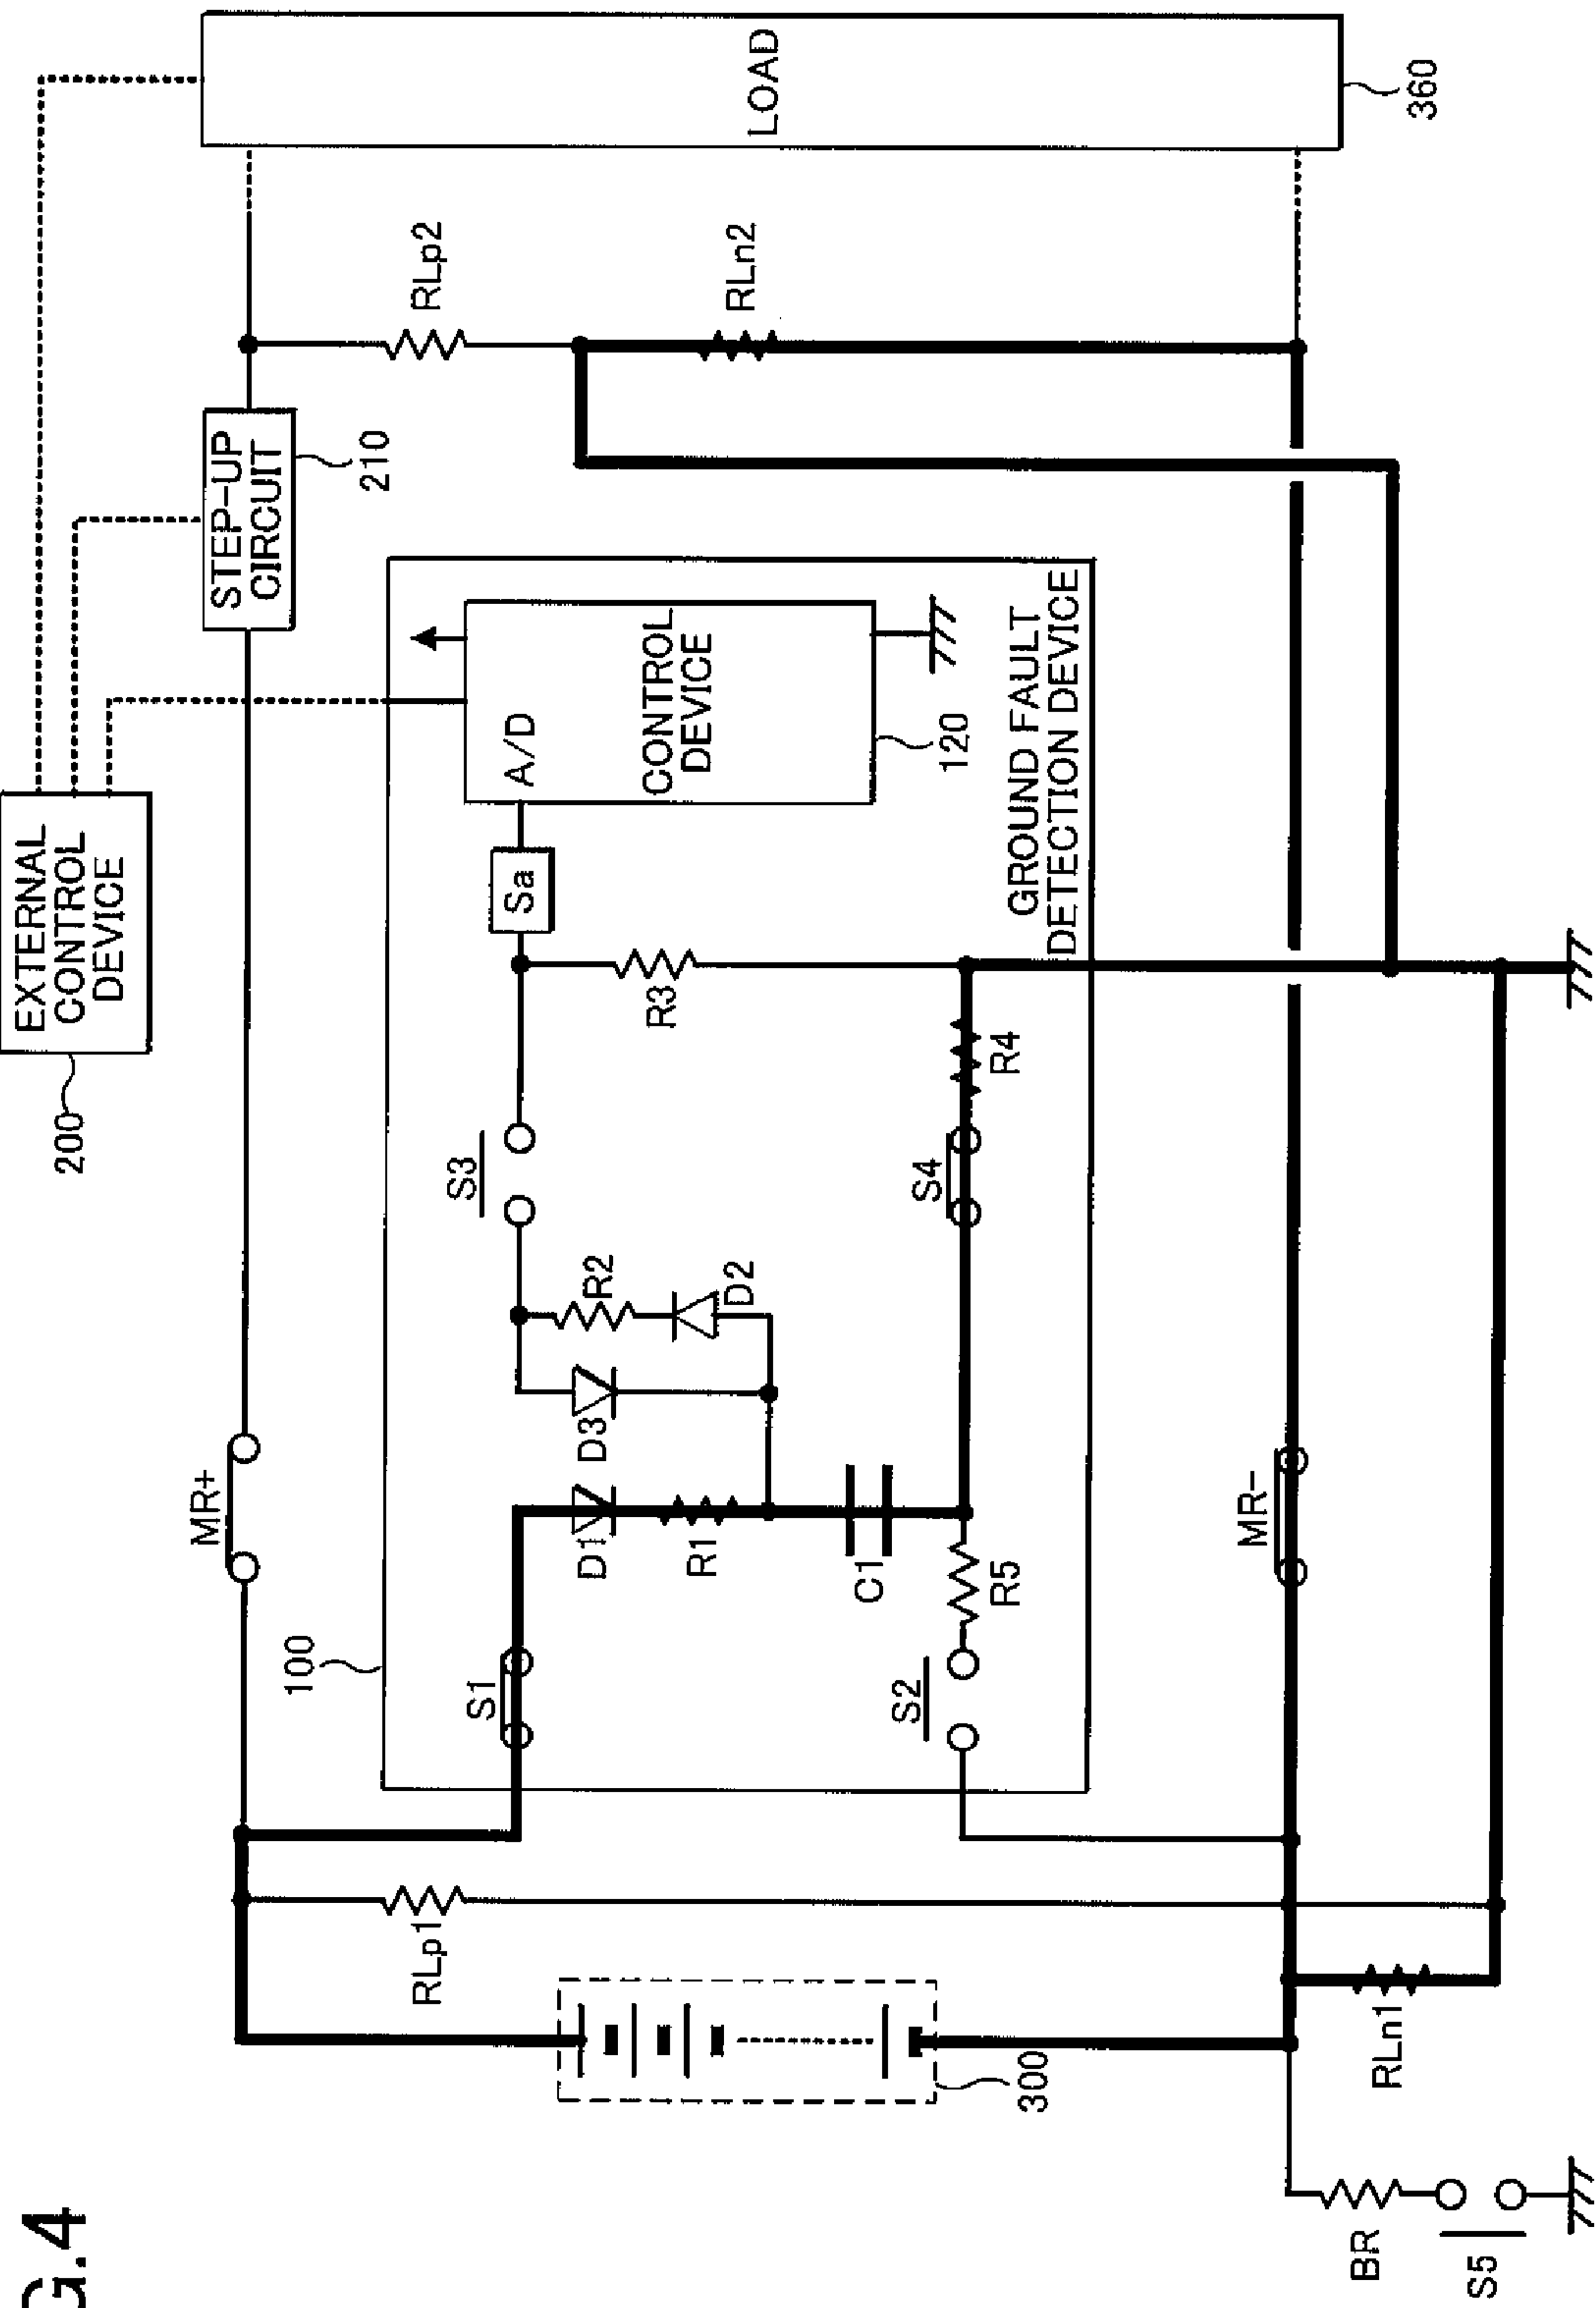 G.4
EXTERNAL
CONTROL
DEVICE
200
STEP-UP
CIRCUIT
210
LOAD
360
MR+
100
S1
D1
R1
D3
R2
D2
C1
S3
R3
Sa
A/D
CONTROL
DEVICE
120
GROUND FAULT
DETECTION DEVICE
S2
R5
S4
R4
RLp2
RLn2
RLp1
300
MR−
RLn1
BR
S5